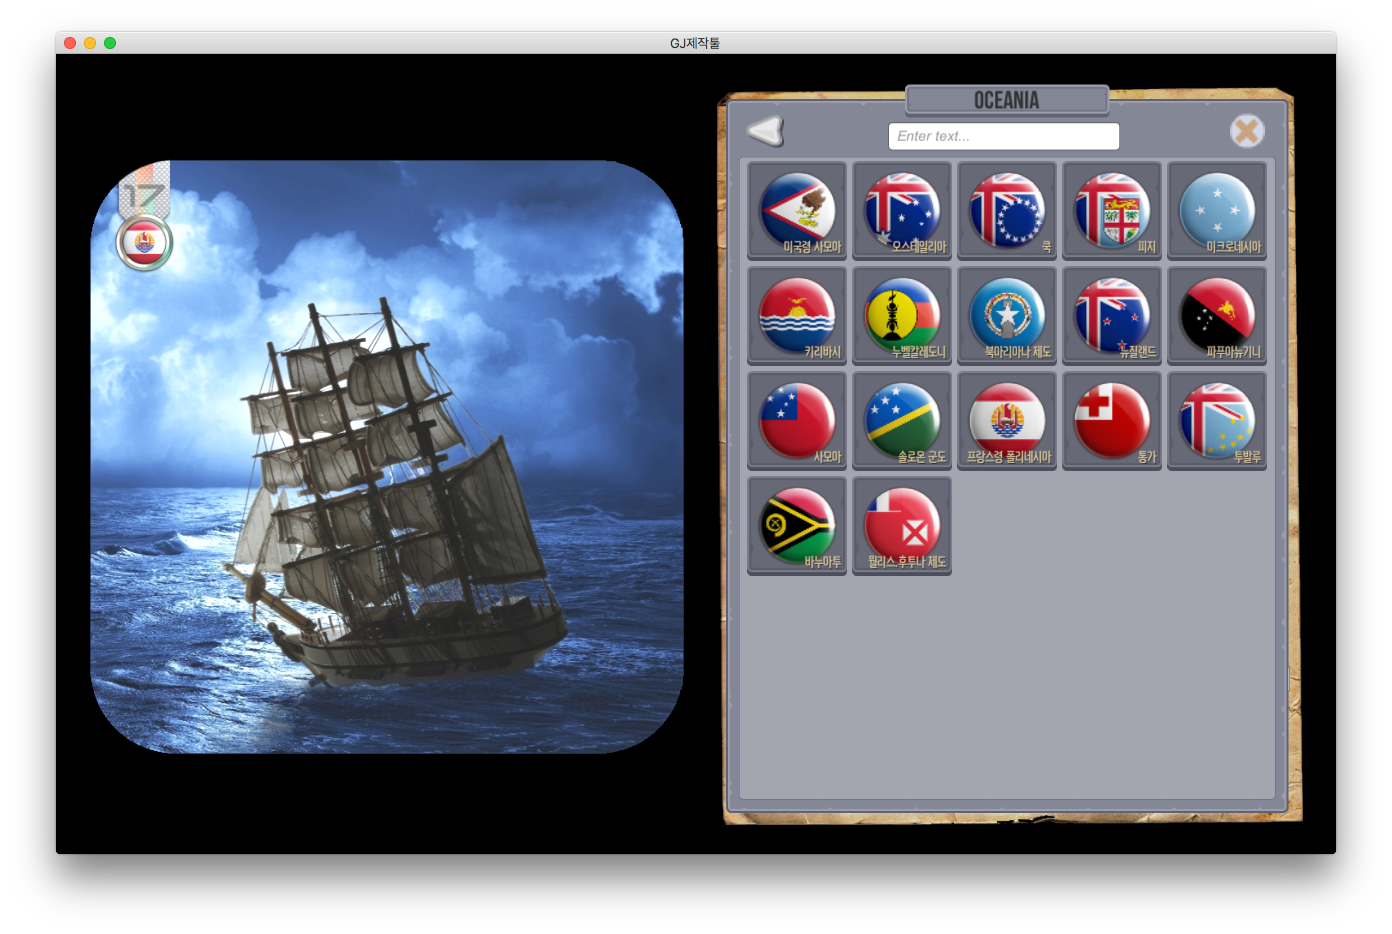 GJ제작툴
17
OCEANIA
Enter text...
미국령 사모아
오스테일리아
쿡
피지
미크로네시아
키리바시
누벨칼레도니
북마리아나 제도
뉴질랜드
파푸아뉴기니
사모아
솔로몬 군도
프랑스령 폴리네시아
통가
투발루
바누아투
월리스.후투나 제도